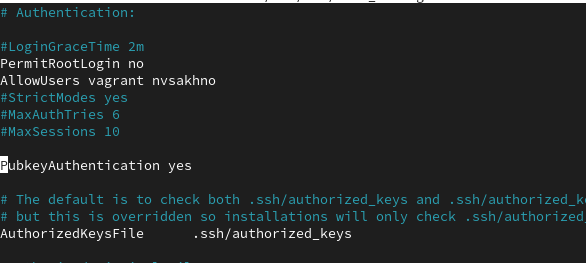 # Authentication:
#LoginGraceTime 2m
PermitRootLogin no
AllowUsers vagrant nvsakhno
#StrictModes yes
#MaxAuthTries 6
#MaxSessions 10
PubkeyAuthentication yes
# The default is to check both .ssh/authorized_keys and .ssh/authorized_k
# but this is overridden so installations will only check .ssh/authorized_
AuthorizedKeysFile .ssh/authorized_keys